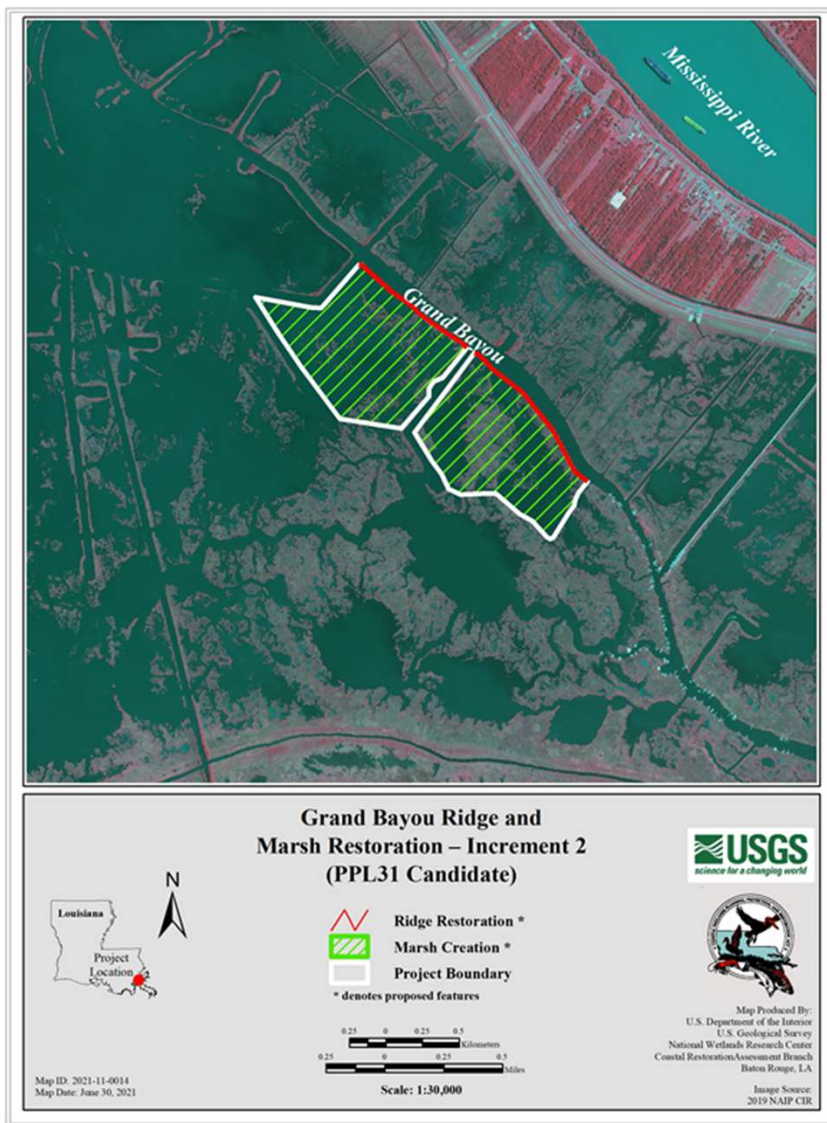 Mississippi River
Grand Bayou
Grand Bayou Ridge and
Marsh Restoration – Increment 2
(PPL31 Candidate)
USGS
science for a changing world
N
Louisiana
Project
Location
Ridge Restoration *
Marsh Creation *
Project Boundary
* denotes proposed features
0.25 0 0.25 0.5
Kilometers
0.25 0 0.25 0.5
Miles
Scale: 1:30,000
Map ID: 2021-11-0014
Map Date: June 30, 2021
Map Produced By:
U.S. Department of the Interior
U.S. Geological Survey
National Wetlands Research Center
Coastal RestorationAssessment Branch
Baton Rouge, LA
Image Source:
2019 NAIP CIR